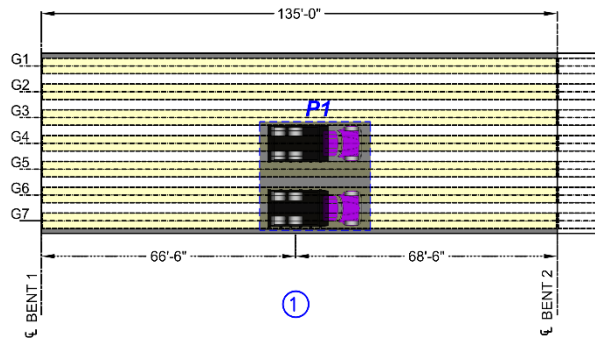 135'-0"
G1
G2
G3
P1
G4
G5
G6
G7
66'-6" 68'-6"
℄ BENT 1
1
℄ BENT 2